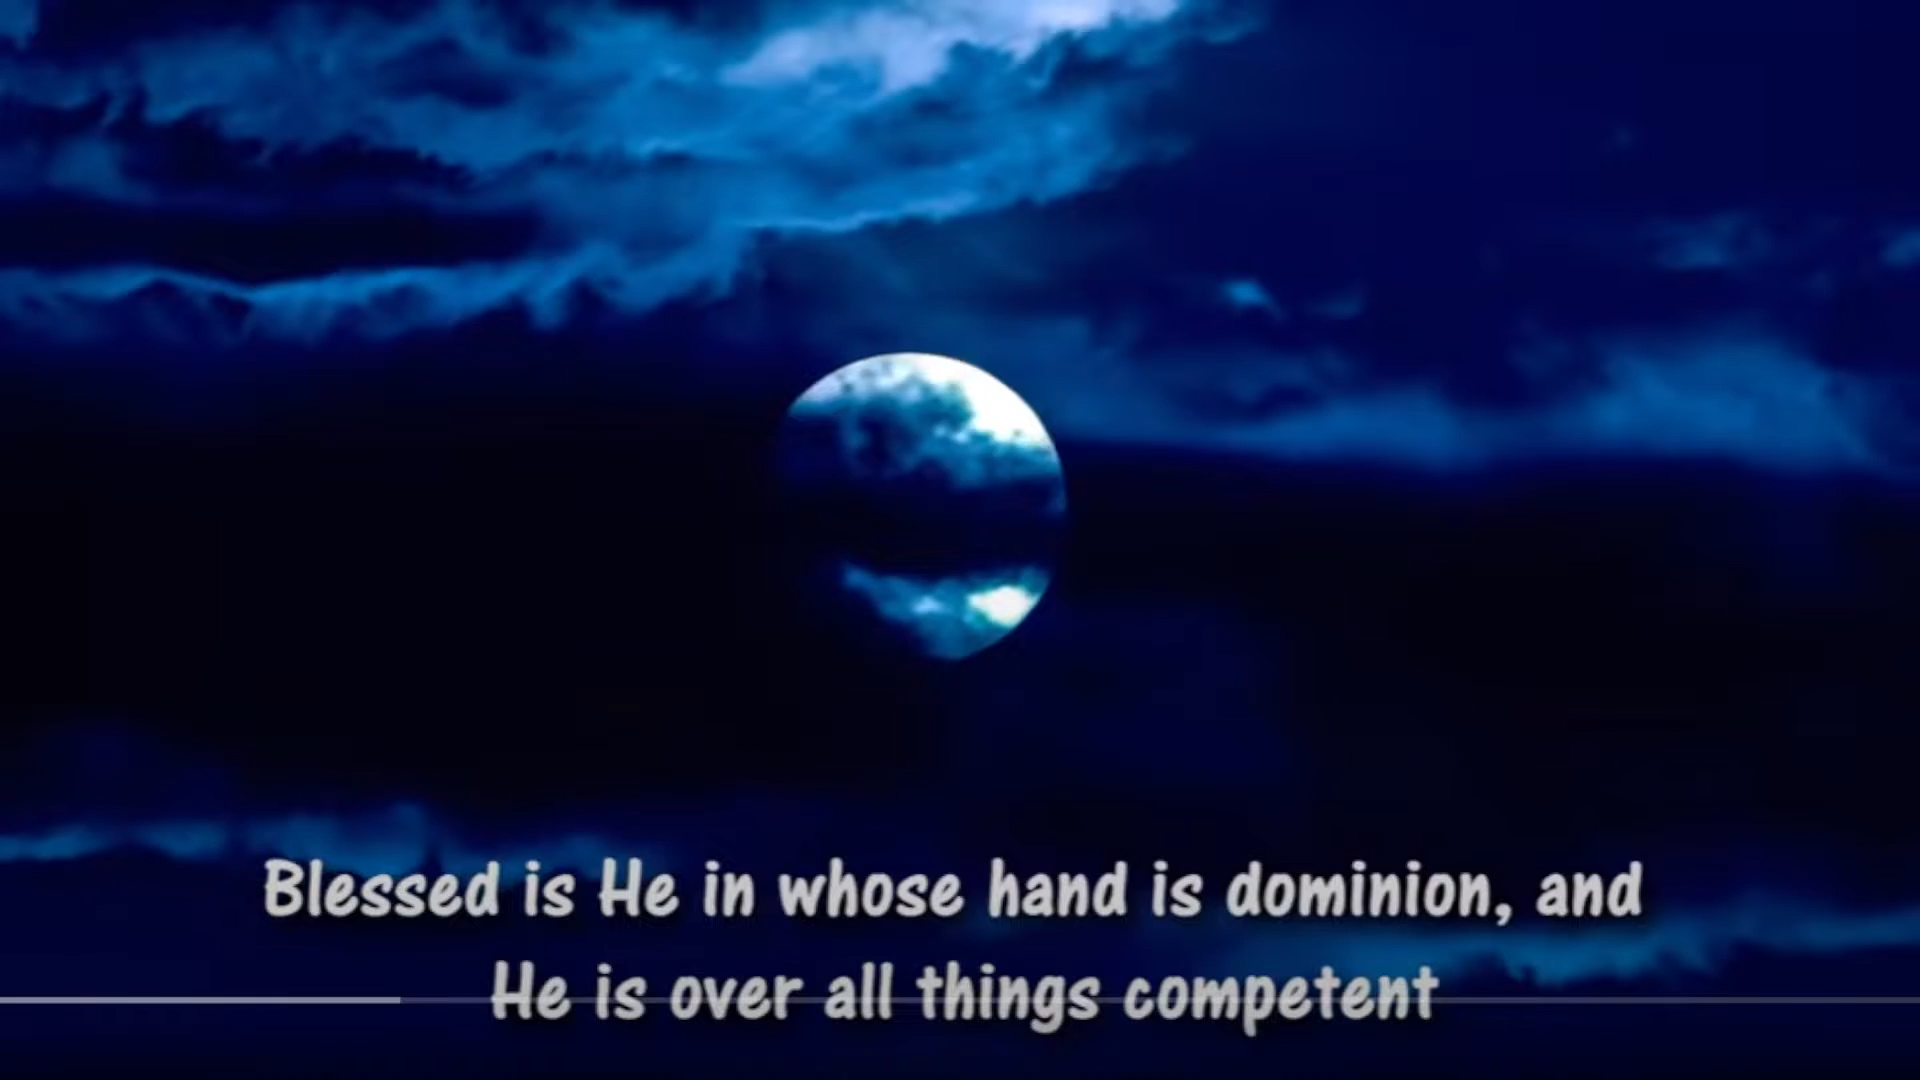 Blessed is He in whose hand is dominion, and
He is over all things competent